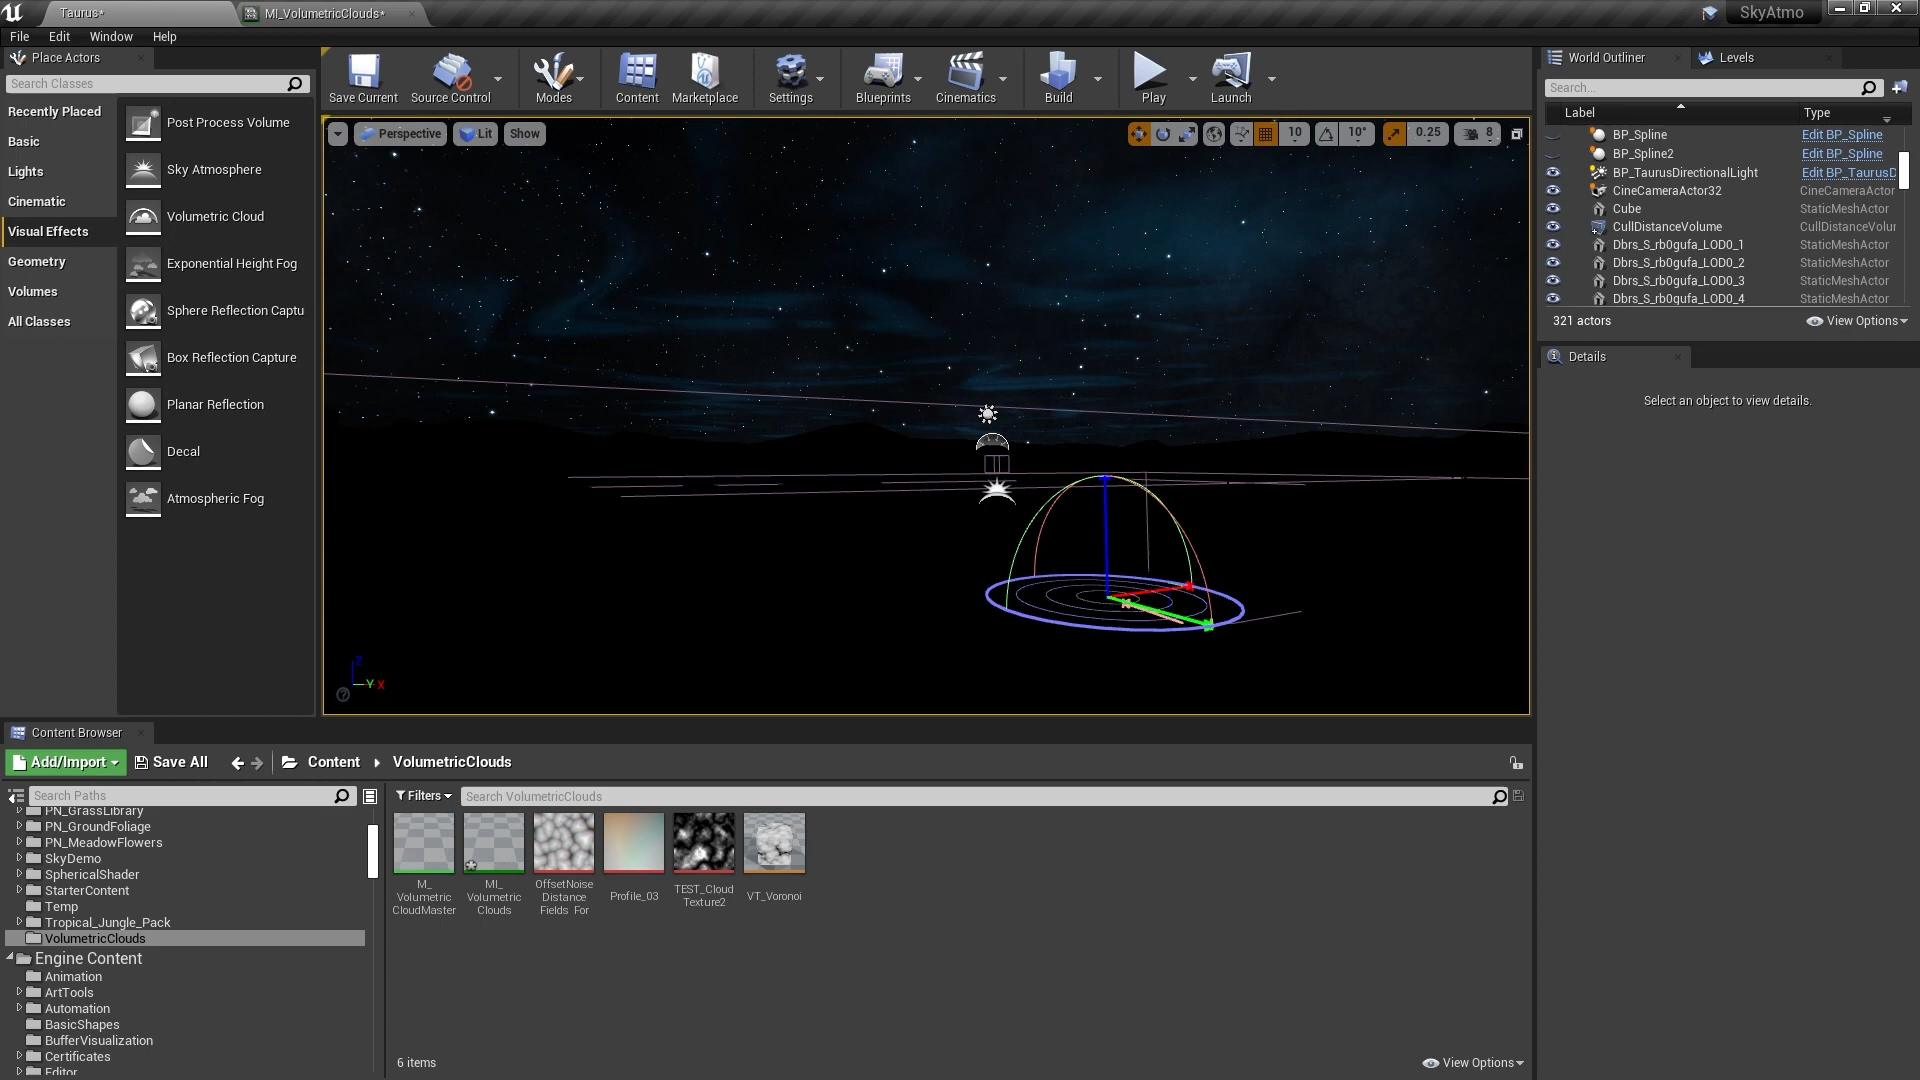 Taurus*
MI_VolumetricClouds*
SkyAtmo
File Edit Window Help
Place Actors
Search Classes
Recently Placed
Basic
Lights
Cinematic
Visual Effects
Geometry
Volumes
All Classes
Post Process Volume
Sky Atmosphere
Volumetric Cloud
Exponential Height Fog
Sphere Reflection Captu
Box Reflection Capture
Planar Reflection
Decal
Atmospheric Fog
Save Current Source Control Modes Content Marketplace Settings Blueprints Cinematics Build Play Launch
Perspective Lit Show
10 10° 0.25 8
Z
Y X
World Outliner Levels
Search...
Label Type
BP_Spline Edit BP_Spline
BP_Spline2 Edit BP_Spline
BP_TaurusDirectionalLight Edit BP_TaurusD
CineCameraActor32 CineCameraActor
Cube StaticMeshActor
CullDistanceVolume CullDistanceVolur
Dbrs_S_rb0gufa_LOD0_1 StaticMeshActor
Dbrs_S_rb0gufa_LOD0_2 StaticMeshActor
Dbrs_S_rb0gufa_LOD0_3 StaticMeshActor
Dbrs_S_rb0gufa_LOD0_4 StaticMeshActor
321 actors View Options
Details
Select an object to view details.
Content Browser
Add/Import Save All Content VolumetricClouds
Search Paths
Filters Search VolumetricClouds
PN_GrassLibrary
PN_GroundFoliage
PN_MeadowFlowers
SkyDemo
SphericalShader
StarterContent
Temp
Tropical_Jungle_Pack
VolumetricClouds
Engine Content
Animation
ArtTools
Automation
BasicShapes
BufferVisualization
Certificates
Editor
M_
Volumetric
CloudMaster
MI_
Volumetric
Clouds
OffsetNoise
Distance
Fields_For
Profile_03
TEST_Cloud
Texture2
VT_Voronoi
6 items View Options